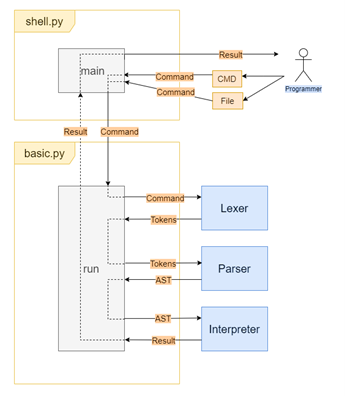 shell.py
main
Result
Command
CMD
Command
File
Programmer
Result
Command
basic.py
run
Command
Lexer
Tokens
Tokens
Parser
AST
AST
Interpreter
Result